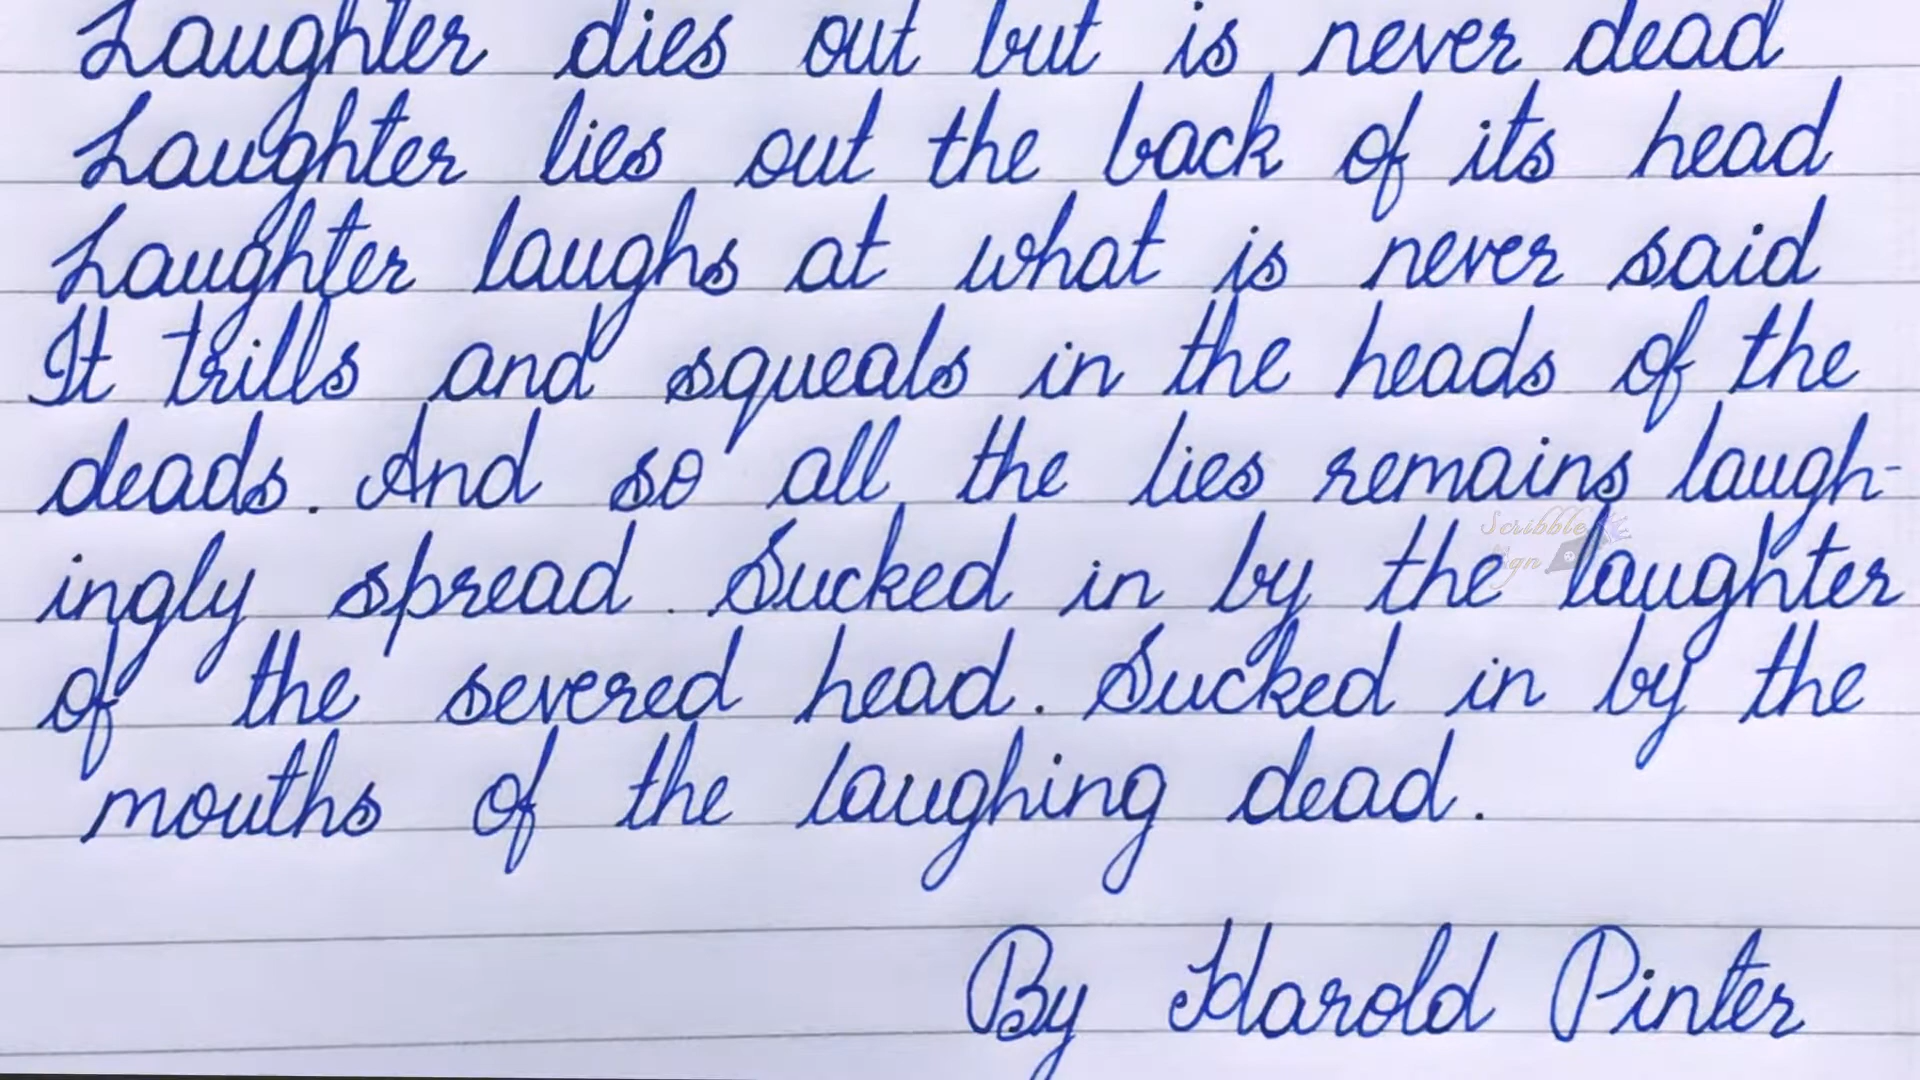 Laughter dies out but is never dead
Laughter lies out the back of its head
Laughter laughs at what is never said
It trills and squeals in the heads of the
deads. And so all the lies remains laugh-
ingly spread. Sucked in by the laughter
of the severed head. Sucked in by the
mouths of the laughing dead.
By Harold Pinter
Scribble